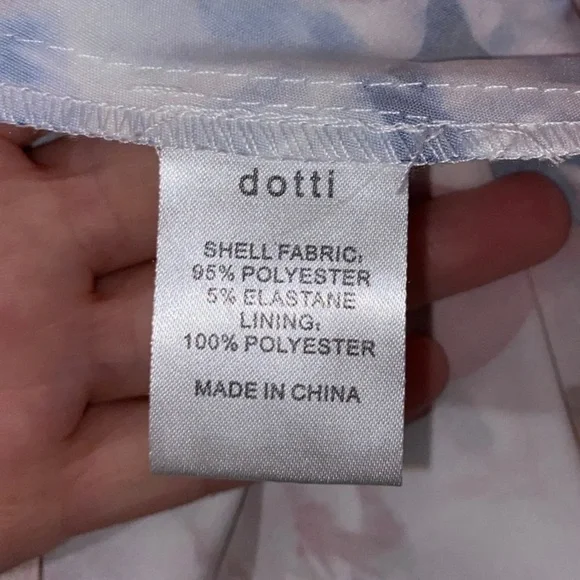 dotti
SHELL FABRIC:
95% POLYESTER
5% ELASTANE
LINING:
100% POLYESTER
MADE IN CHINA